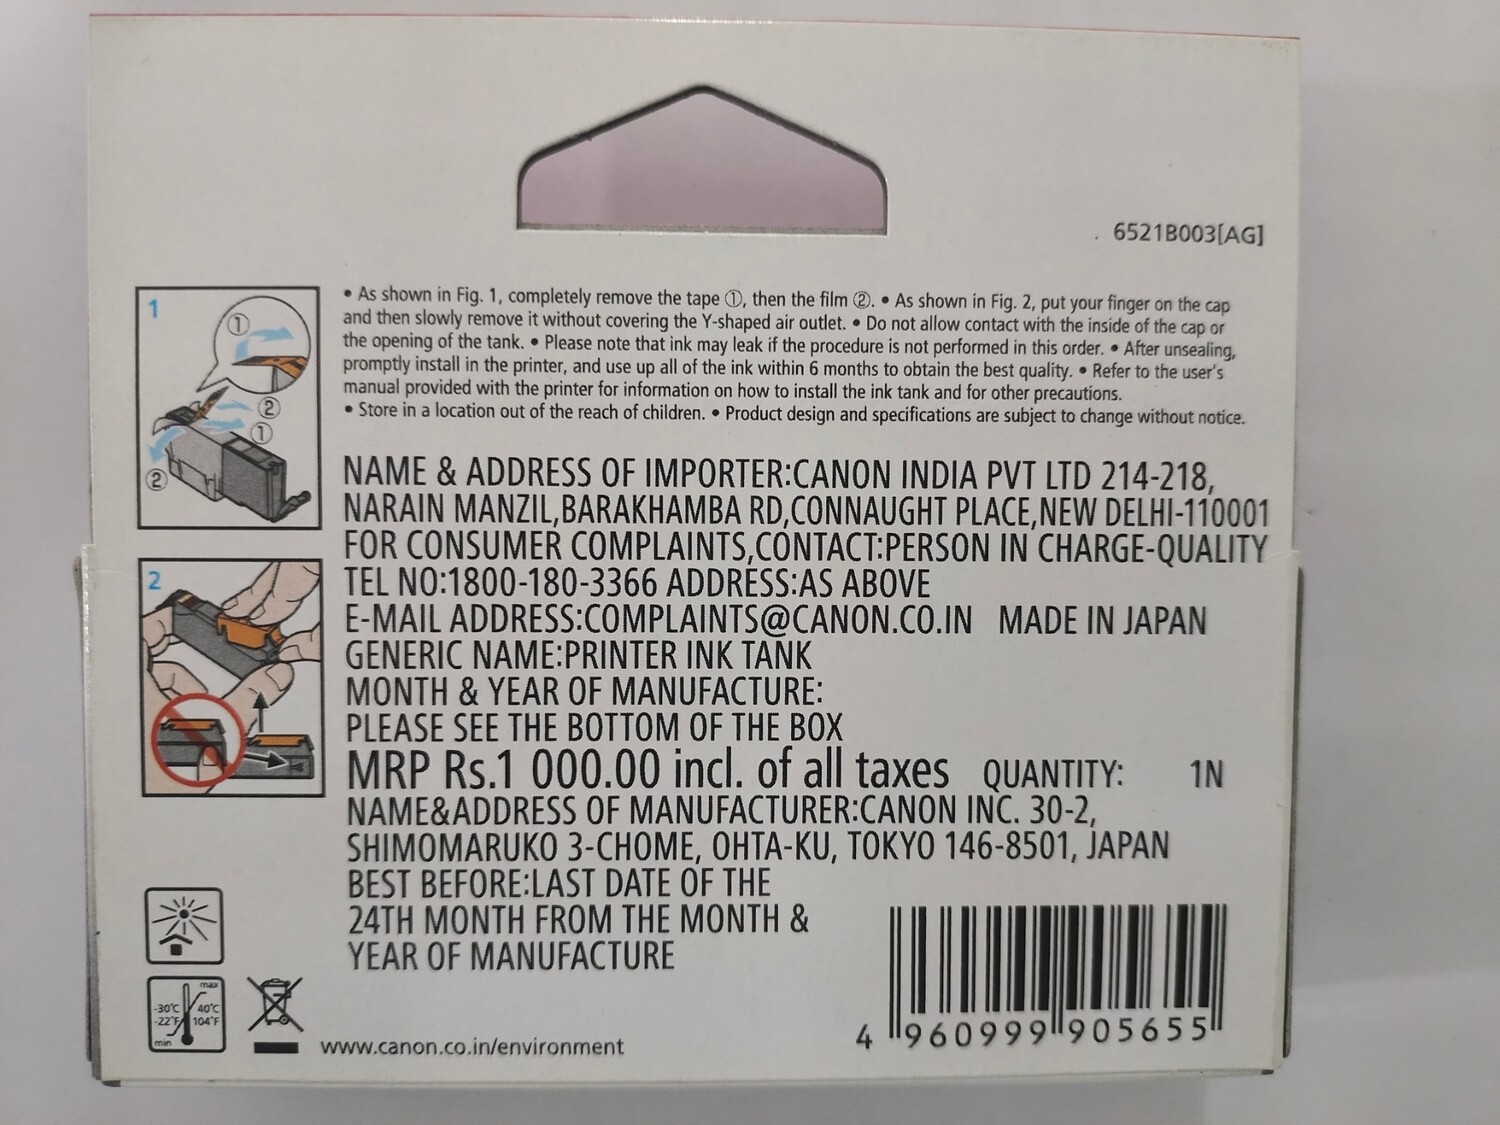 . 6521B003[AG]
1
①
②
①
②
• As shown in Fig. 1, completely remove the tape ①, then the film ②. • As shown in Fig. 2, put your finger on the cap
and then slowly remove it without covering the Y-shaped air outlet. • Do not allow contact with the inside of the cap or
the opening of the tank. • Please note that ink may leak if the procedure is not performed in this order. • After unsealing,
promptly install in the printer, and use up all of the ink within 6 months to obtain the best quality. • Refer to the user's
manual provided with the printer for information on how to install the ink tank and for other precautions.
• Store in a location out of the reach of children. • Product design and specifications are subject to change without notice.
NAME & ADDRESS OF IMPORTER:CANON INDIA PVT LTD 214-218,
NARAIN MANZIL,BARAKHAMBA RD,CONNAUGHT PLACE,NEW DELHI-110001
FOR CONSUMER COMPLAINTS,CONTACT:PERSON IN CHARGE-QUALITY
2
TEL NO:1800-180-3366 ADDRESS:AS ABOVE
E-MAIL ADDRESS:COMPLAINTS@CANON.CO.IN MADE IN JAPAN
GENERIC NAME:PRINTER INK TANK
MONTH & YEAR OF MANUFACTURE:
PLEASE SEE THE BOTTOM OF THE BOX
MRP Rs.1 000.00 incl. of all taxes QUANTITY: 1N
NAME&ADDRESS OF MANUFACTURER:CANON INC. 30-2,
SHIMOMARUKO 3-CHOME, OHTA-KU, TOKYO 146-8501, JAPAN
BEST BEFORE:LAST DATE OF THE
24TH MONTH FROM THE MONTH &
YEAR OF MANUFACTURE
max
-30°C 40°C
-22°F 104°F
min
www.canon.co.in/environment
4 960999 905655